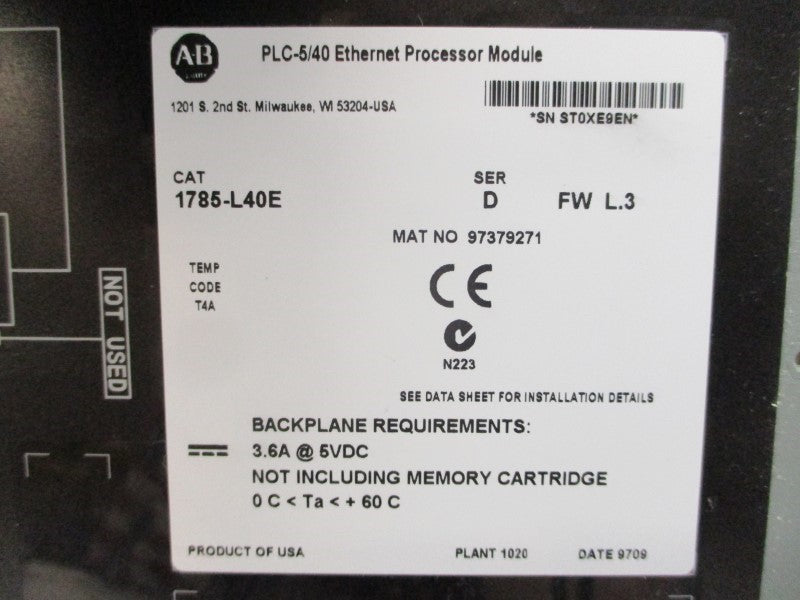 AB
PLC-5/40 Ethernet Processor Module
1201 S. 2nd St. Milwaukee, WI 53204-USA
*SN ST0XE9EN*
CAT
SER
1785-L40E
D
FW L.3
MAT NO 97379271
TEMP
CODE
T4A
CE
N223
NOT USED
SEE DATA SHEET FOR INSTALLATION DETAILS
BACKPLANE REQUIREMENTS:
3.6A @ 5VDC
NOT INCLUDING MEMORY CARTRIDGE
0 C < Ta < + 60 C
PRODUCT OF USA
PLANT 1020
DATE 9709